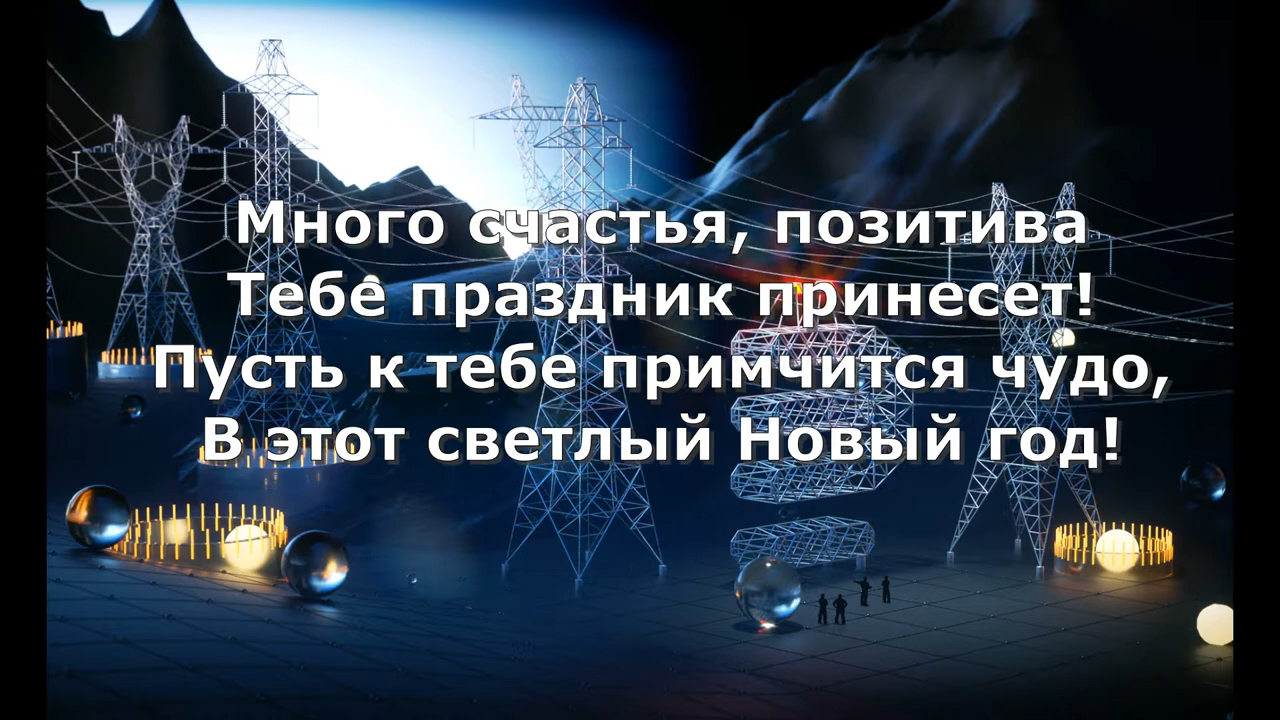 Много счастья, позитива
Тебе праздник принесет!
Пусть к тебе примчится чудо,
В этот светлый Новый год!